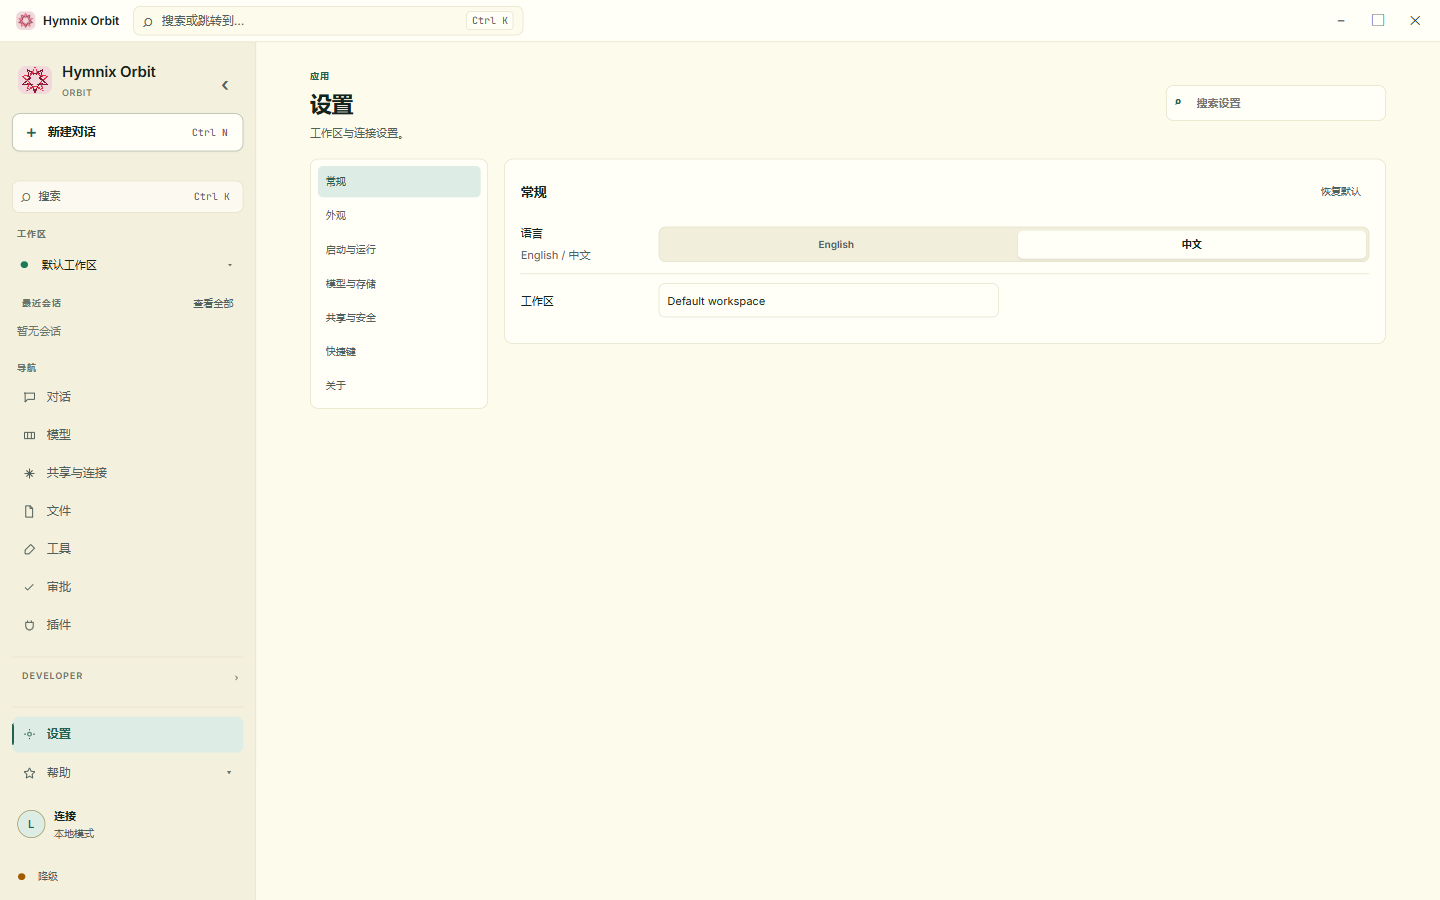 Hymnix Orbit
搜索或跳转到...
Ctrl K
Hymnix Orbit
ORBIT
新建对话
Ctrl N
搜索
Ctrl K
工作区
默认工作区
最近会话
查看全部
暂无会话
导航
对话
模型
共享与连接
文件
工具
审批
插件
DEVELOPER
设置
帮助
L
连接
本地模式
降级
应用
设置
工作区与连接设置。
搜索设置
常规
外观
启动与运行
模型与存储
共享与安全
快捷键
关于
常规
恢复默认
语言
English / 中文
English
中文
工作区
Default workspace